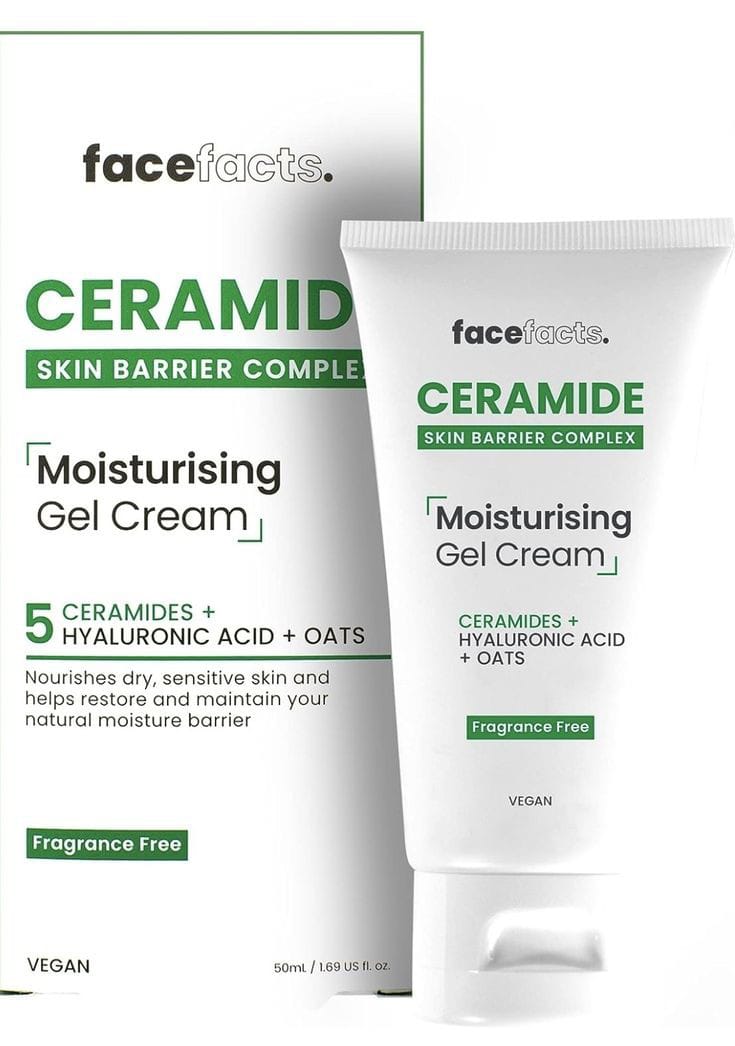 facefacts.
CERAMID
SKIN BARRIER COMPLEX
Moisturising
Gel Cream
5 CERAMIDES +
HYALURONIC ACID + OATS
Nourishes dry, sensitive skin and
helps restore and maintain your
natural moisture barrier
Fragrance Free
VEGAN
50ml / 1.69 US fl. oz.
facefacts.
CERAMIDE
SKIN BARRIER COMPLEX
Moisturising
Gel Cream
CERAMIDES +
HYALURONIC ACID
+ OATS
Fragrance Free
VEGAN